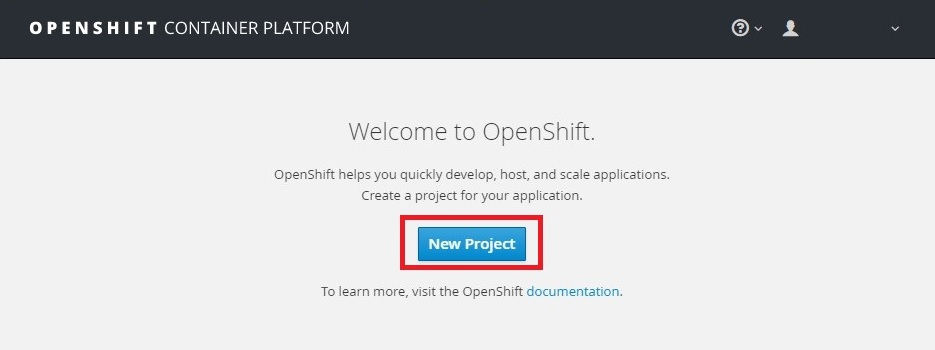 OPENSHIFT CONTAINER PLATFORM
Welcome to OpenShift.
OpenShift helps you quickly develop, host, and scale applications.
Create a project for your application.
New Project
To learn more, visit the OpenShift documentation.